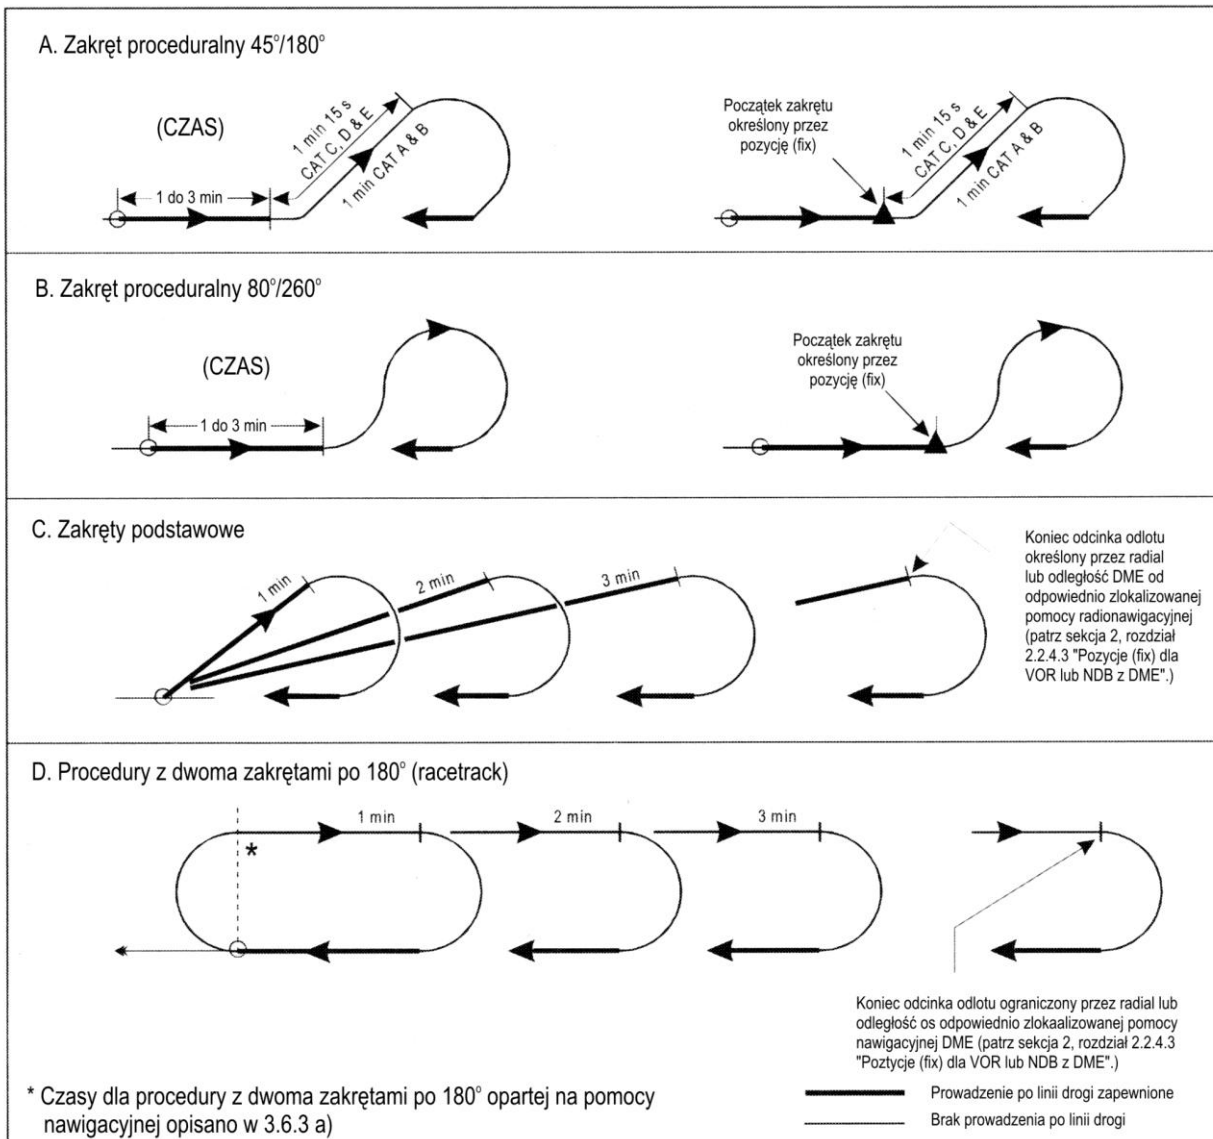 A. Zakręt proceduralny 45°/180°
(CZAS)
1 do 3 min
1 min 15 s
CAT C, D & E
1 min CAT A & B
Początek zakrętu
określony przez
pozycję (fix)
1 min 15 s
CAT C, D & E
1 min CAT A & B
B. Zakręt proceduralny 80°/260°
(CZAS)
1 do 3 min
Początek zakrętu
określony przez
pozycję (fix)
C. Zakręty podstawowe
1 min
2 min
3 min
Koniec odcinka odlotu
określony przez radial
lub odległość DME od
odpowiednio zlokalizowanej
pomocy radionawigacyjnej
(patrz sekcja 2, rozdział
2.2.4.3 "Pozycje (fix) dla
VOR lub NDB z DME".)
D. Procedury z dwoma zakrętami po 180° (racetrack)
1 min
2 min
3 min
*
Koniec odcinka odlotu ograniczony przez radial lub
odległość os odpowiednio zlokaalizowanej pomocy
nawigacyjnej DME (patrz sekcja 2, rozdział 2.2.4.3
"Poztycje (fix) dla VOR lub NDB z DME".)
* Czasy dla procedury z dwoma zakrętami po 180° opartej na pomocy
nawigacyjnej opisano w 3.6.3 a)
Prowadzenie po linii drogi zapewnione
Brak prowadzenia po linii drogi